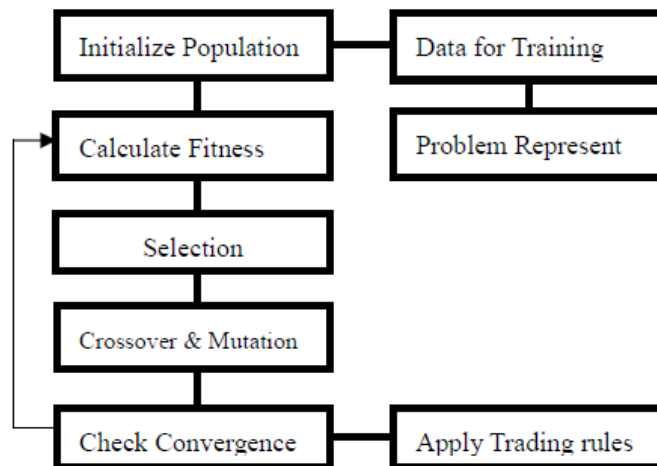 Initialize Population
Data for Training
Calculate Fitness
Problem Represent
Selection
Crossover & Mutation
Check Convergence
Apply Trading rules